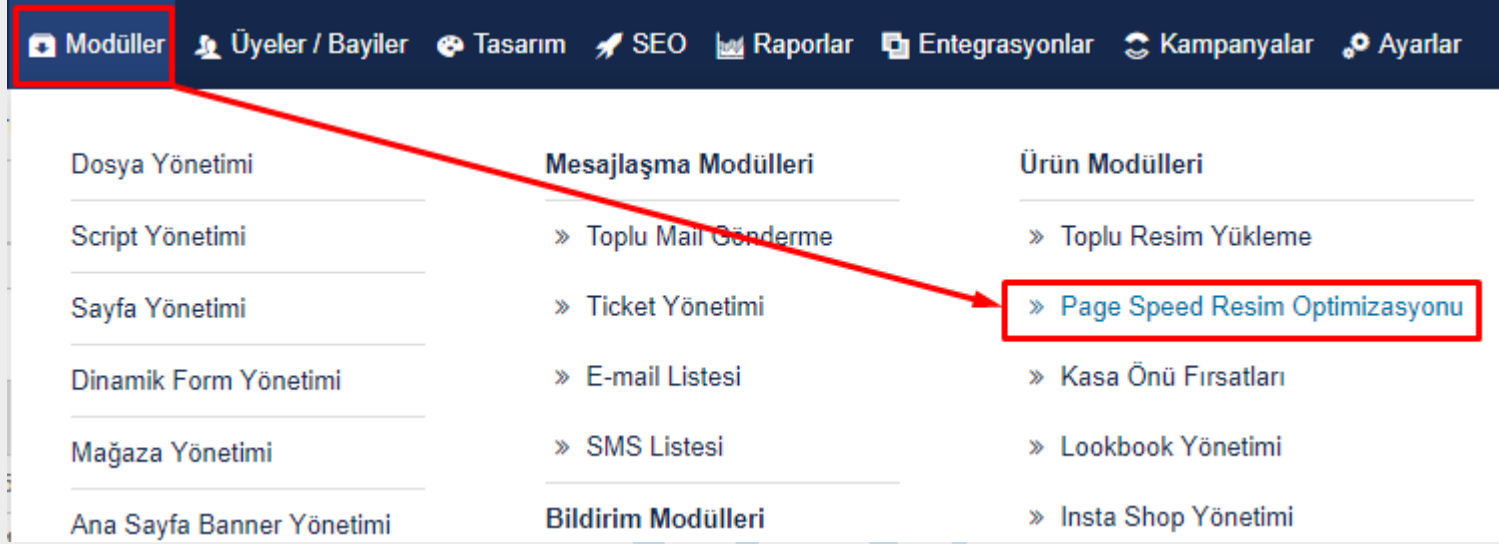 Modüller Üyeler / Bayiler Tasarım SEO Raporlar Entegrasyonlar Kampanyalar Ayarlar
Dosya Yönetimi
Script Yönetimi
Sayfa Yönetimi
Dinamik Form Yönetimi
Mağaza Yönetimi
Ana Sayfa Banner Yönetimi
Mesajlaşma Modülleri
» Toplu Mail Gönderme
» Ticket Yönetimi
» E-mail Listesi
» SMS Listesi
Bildirim Modülleri
Ürün Modülleri
» Toplu Resim Yükleme
» Page Speed Resim Optimizasyonu
» Kasa Önü Fırsatları
» Lookbook Yönetimi
» Insta Shop Yönetimi